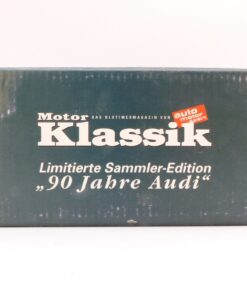 Motor DAS OLDTIMERMAGAZIN VON auto motor sport
Klassik
Limitierte Sammler-Edition
„90 Jahre Audi“